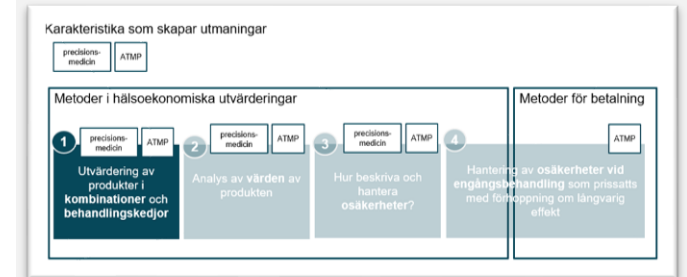 Karakteristika som skapar utmaningar
precisions-
medicin
ATMP
Metoder i hälsoekonomiska utvärderingar
Metoder för betalning
1
precisions-
medicin
ATMP
Utvärdering av
produkter i
kombinationer och
behandlingskedjor
2
precisions-
medicin
ATMP
Analys av värden av
produkten
3
precisions-
medicin
ATMP
Hur beskriva och
hantera
osäkerheter?
4
ATMP
Hantering av osäkerheter vid
engångsbehandling som prissatts
med förhoppning om långvarig
effekt